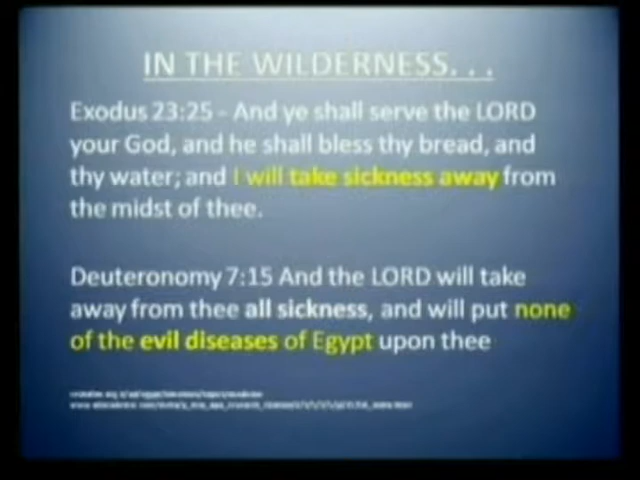 IN THE WILDERNESS. . .
Exodus 23:25 - And ye shall serve the LORD
your God, and he shall bless thy bread, and
thy water; and I will take sickness away from
the midst of thee.
Deuteronomy 7:15 And the LORD will take
away from thee all sickness, and will put none
of the evil diseases of Egypt upon thee